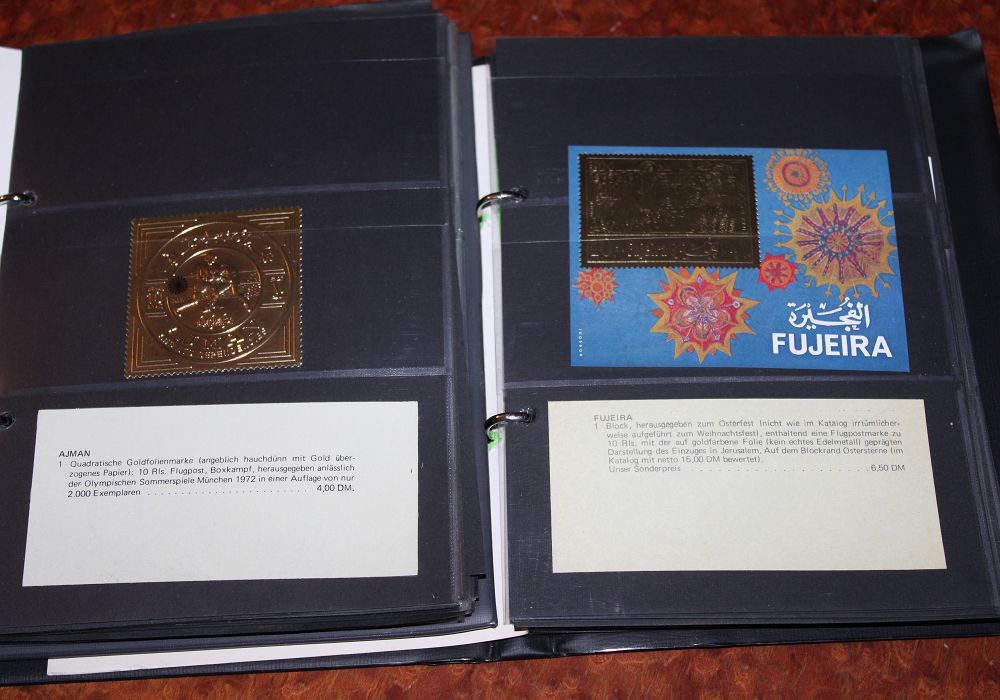 AJMAN
1 Quadratische Goldfolienmarke (angeblich hauchdünn mit Gold über-
zogenes Papier): 10 Rls. Flugpost, Boxkampf, herausgegeben anlässlich
der Olympischen Sommerspiele München 1972 in einer Auflage von nur
2.000 Exemplaren . . . . . . . . . . . . . . . . . . . . . . . . 4,00 DM.
الفجيرة
FUJEIRA
FUJEIRA
1 Block, herausgegeben zum Osterfest (nicht wie im Katalog irrtümlicher-
weise aufgeführt zum Weihnachtsfest), enthaltend eine Flugpostmarke zu
10 Rls. mit der auf goldfarbene Folie (kein echtes Edelmetall) geprägten
Darstellung des Einzuges in Jerusalem. Auf dem Blockrand Ostersterne (im
Katalog mit netto 15,00 DM bewertet).
Unser Sonderpreis . . . . . . . . . . . . . . . . . . . . . . 6,50 DM